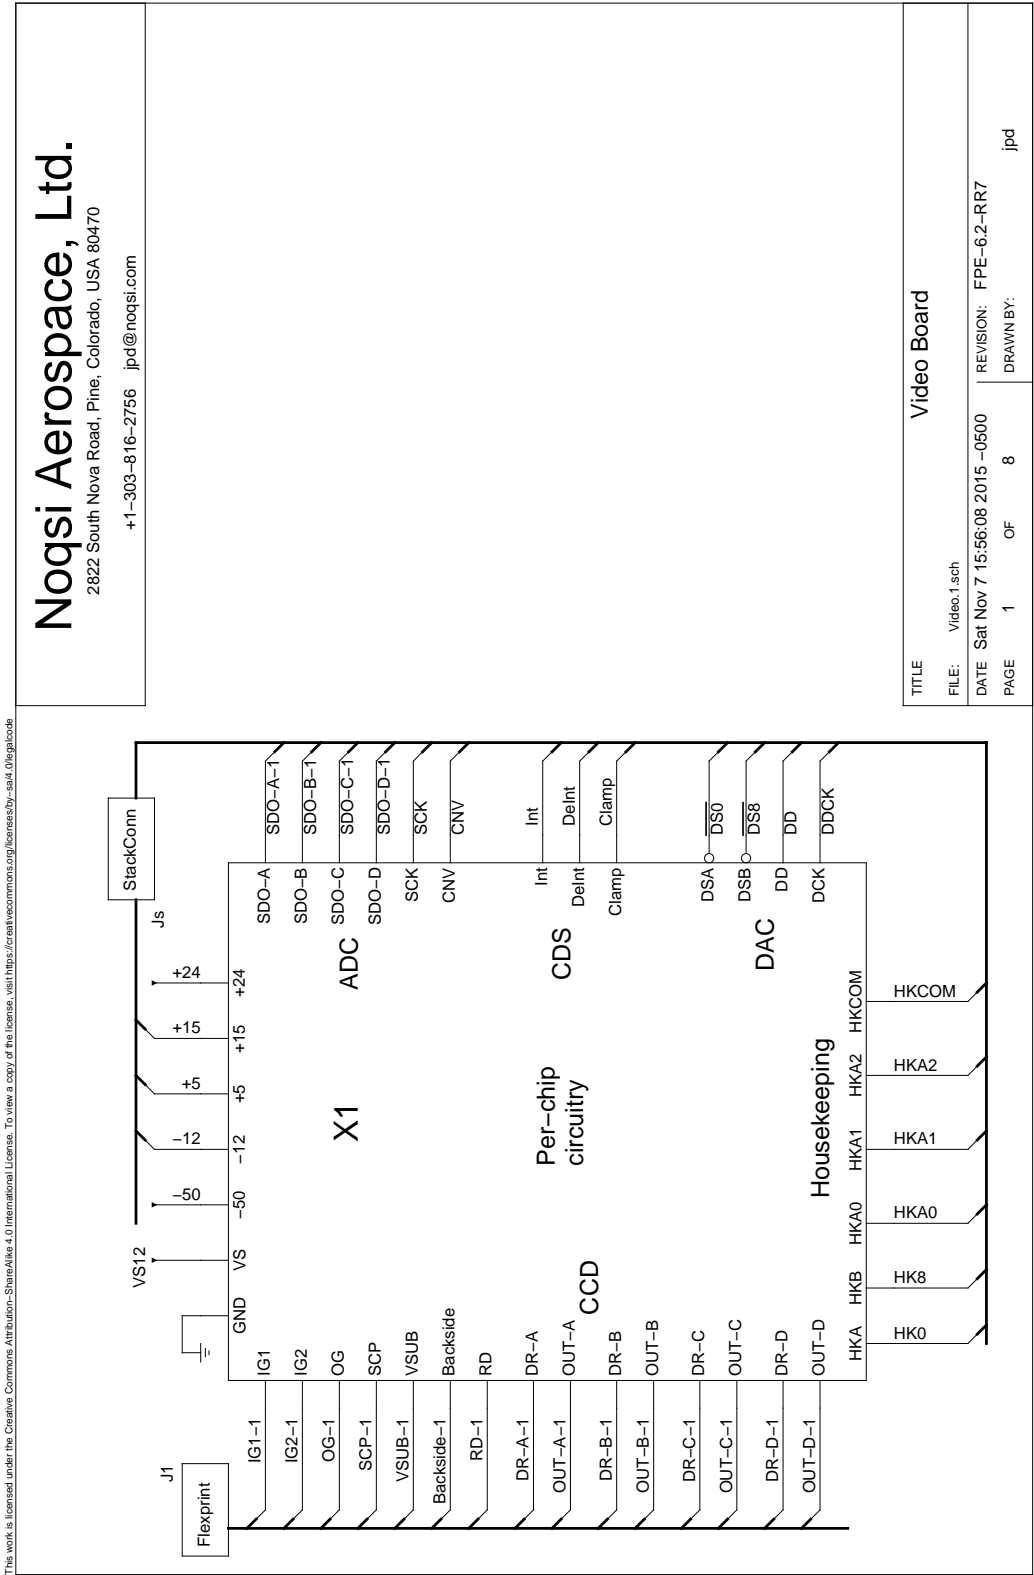 This work is licensed under the Creative Commons Attribution−ShareAlike 4.0 International License. To view a copy of the license, visit https://creativecommons.org/licenses/by−sa/4.0/legalcode
Noqsi Aerospace, Ltd.
2822 South Nova Road, Pine, Colorado, USA 80470
+1−303−816−2756 jpd@noqsi.com
J1
Flexprint
Js
StackConn
VS12
−50
−12
+5
+15
+24
GND
VS
−50
−12
+5
+15
+24
IG1−1
IG2−1
OG−1
SCP−1
VSUB−1
Backside−1
RD−1
DR−A−1
OUT−A−1
DR−B−1
OUT−B−1
DR−C−1
OUT−C−1
DR−D−1
OUT−D−1
IG1
IG2
OG
SCP
VSUB
Backside
RD
DR−A
OUT−A
DR−B
OUT−B
DR−C
OUT−C
DR−D
OUT−D
CCD
X1
Per−chip
circuitry
Housekeeping
ADC
CDS
DAC
SDO−A
SDO−B
SDO−C
SDO−D
SCK
CNV
Int
DeInt
Clamp
DSA
DSB
DD
DCK
SDO−A−1
SDO−B−1
SDO−C−1
SDO−D−1
SCK
CNV
Int
DeInt
Clamp
DS0
DS8
DD
DDCK
HKA
HKB
HKA0
HKA1
HKA2
HKCOM
HK0
HK8
HKA0
HKA1
HKA2
HKCOM
TITLE
Video Board
FILE: Video.1.sch
DATE Sat Nov 7 15:56:08 2015 −0500
REVISION: FPE−6.2−RR7
PAGE 1 OF 8
DRAWN BY: jpd